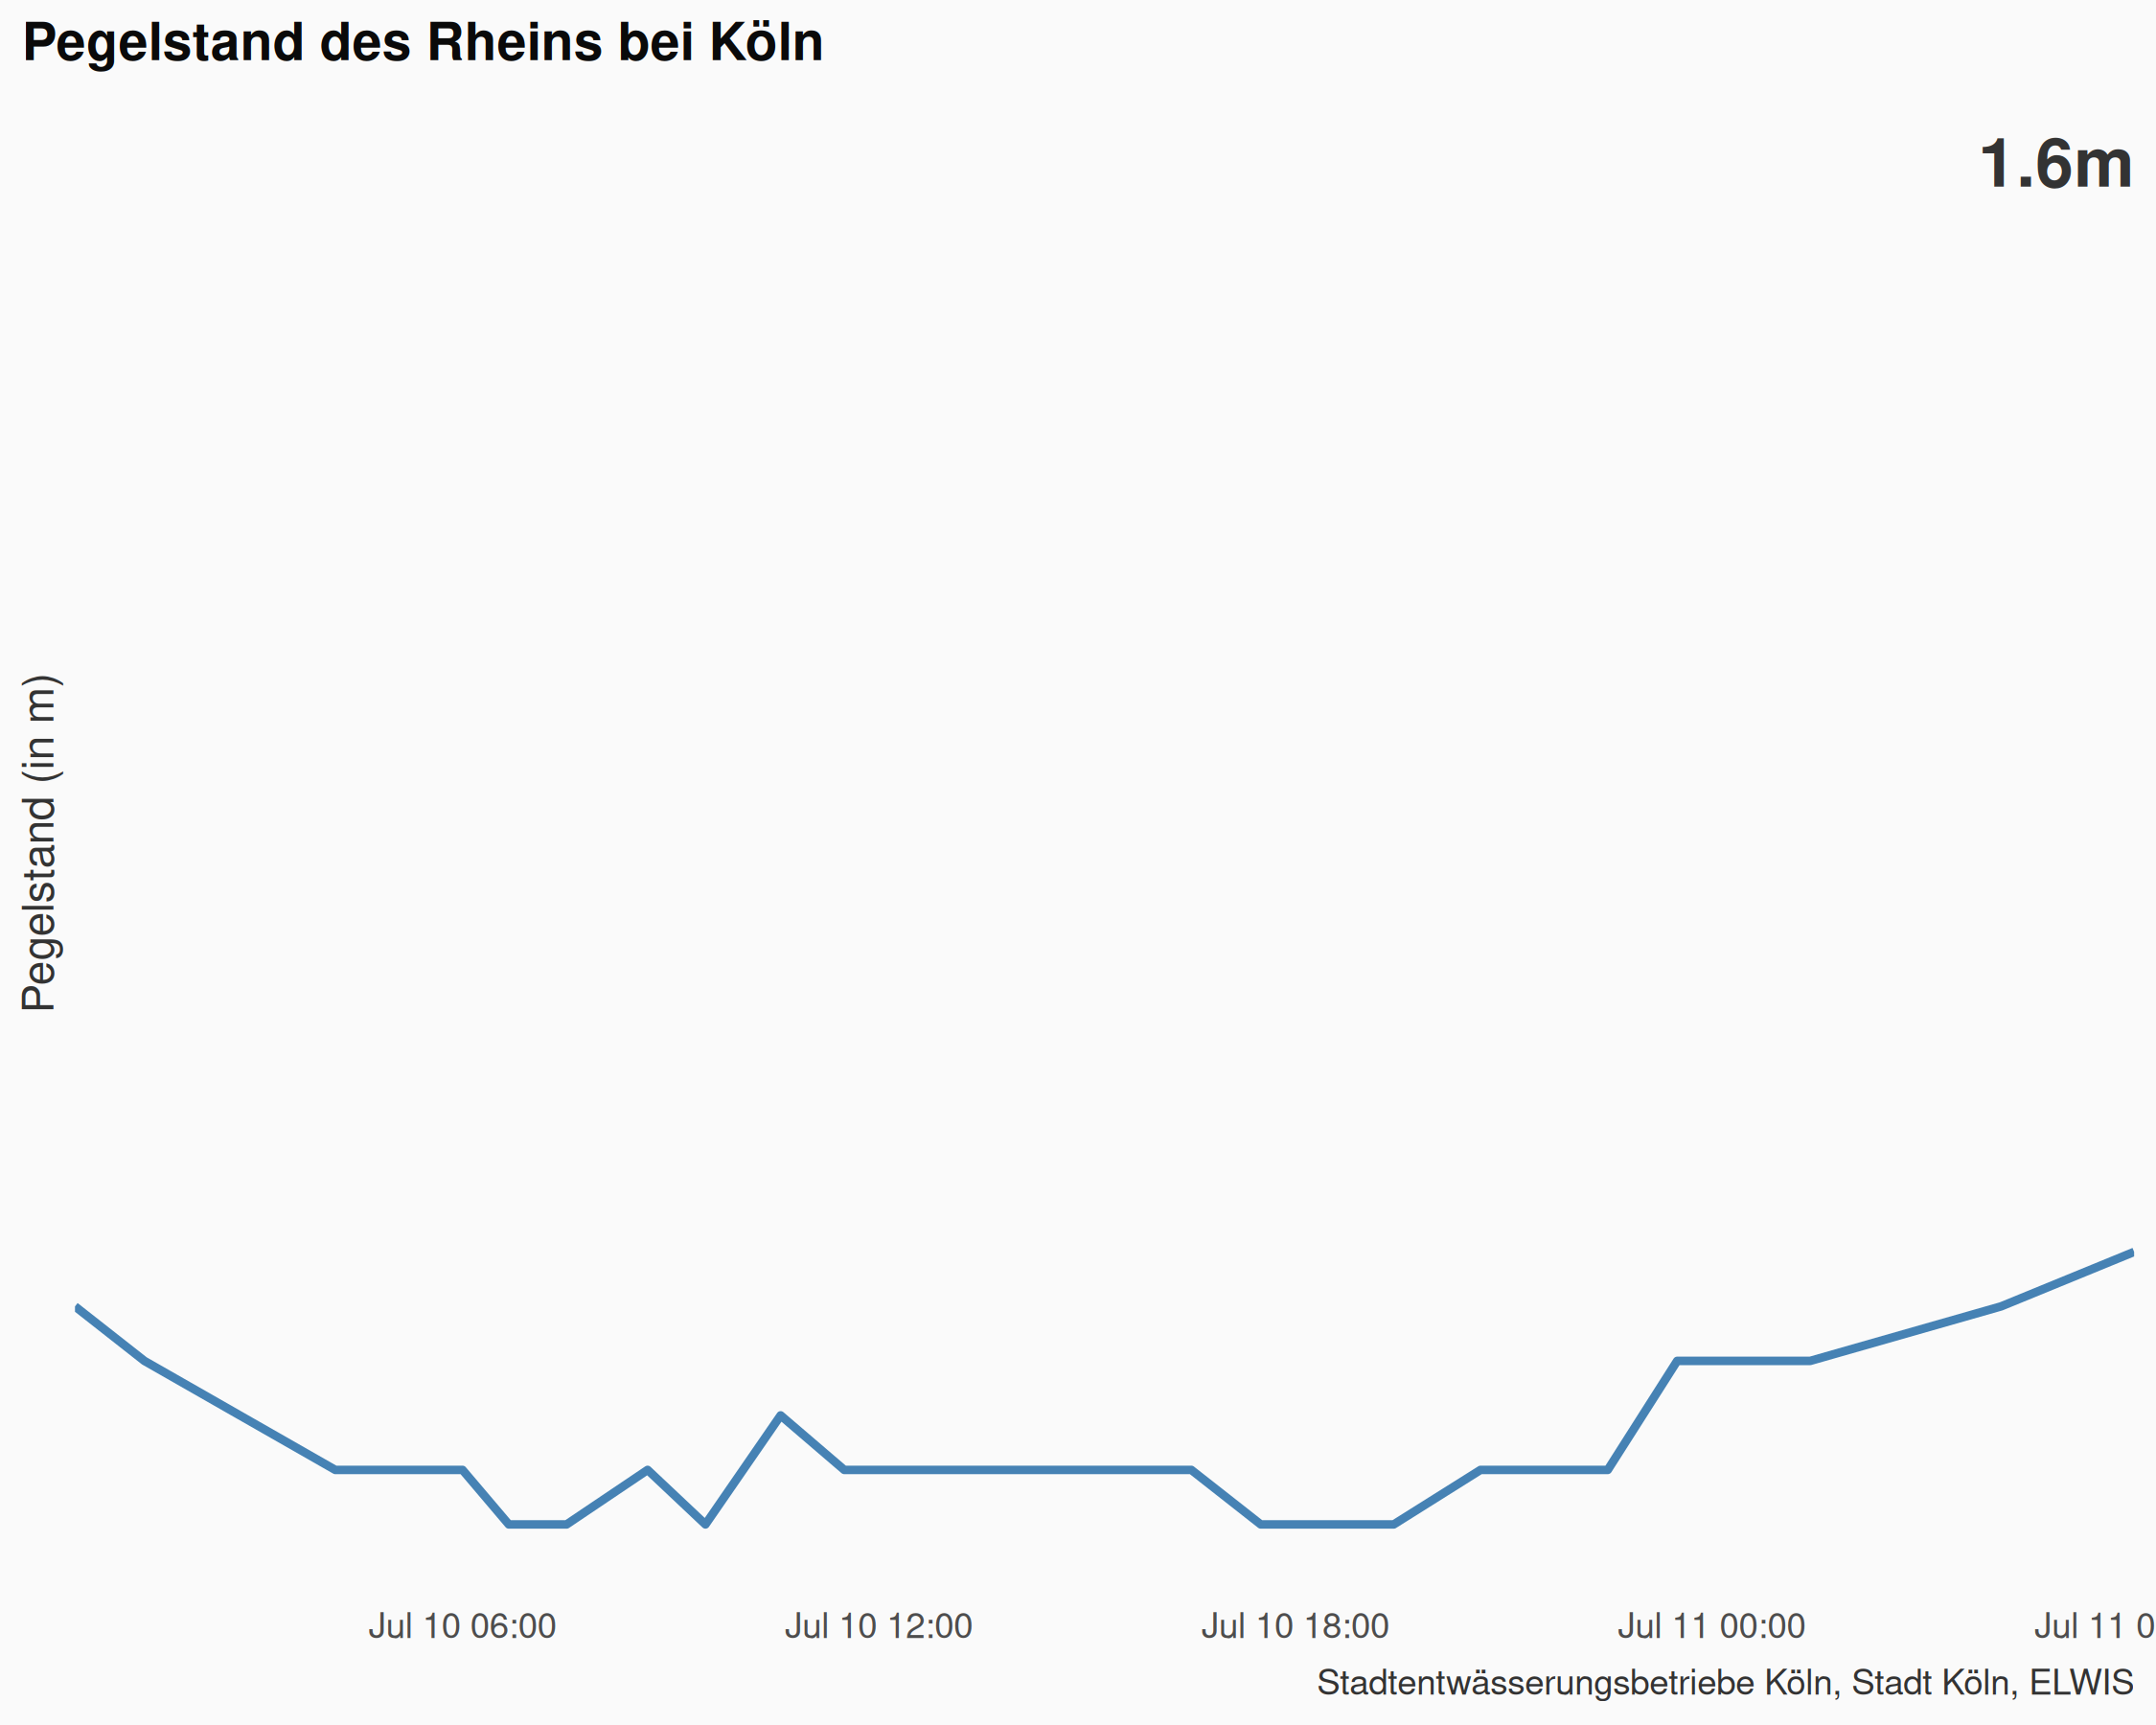 Pegelstand des Rheins bei Köln
1.6m
Pegelstand (in m)
Jul 10 06:00 Jul 10 12:00 Jul 10 18:00 Jul 11 00:00 Jul 11 0
Stadtentwässerungsbetriebe Köln, Stadt Köln, ELWIS